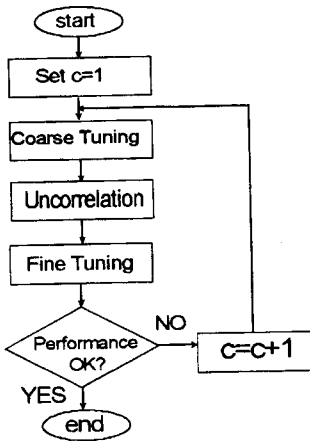 start
Set c=1
Coarse Tuning
Uncorrelation
Fine Tuning
Performance
OK?
NO
c=c+1
YES
end